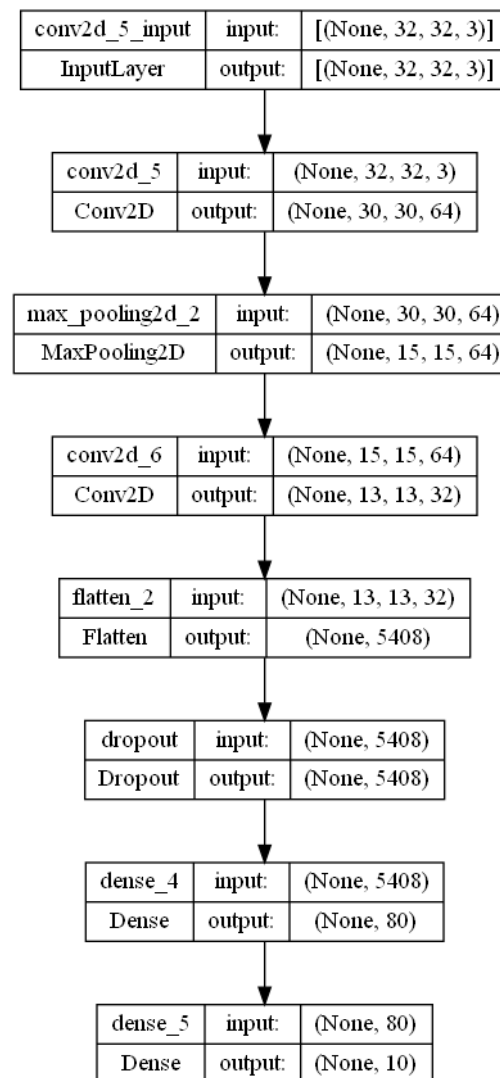 conv2d_5_input input: [(None, 32, 32, 3)]
InputLayer output: [(None, 32, 32, 3)]
conv2d_5 input: (None, 32, 32, 3)
Conv2D output: (None, 30, 30, 64)
max_pooling2d_2 input: (None, 30, 30, 64)
MaxPooling2D output: (None, 15, 15, 64)
conv2d_6 input: (None, 15, 15, 64)
Conv2D output: (None, 13, 13, 32)
flatten_2 input: (None, 13, 13, 32)
Flatten output: (None, 5408)
dropout input: (None, 5408)
Dropout output: (None, 5408)
dense_4 input: (None, 5408)
Dense output: (None, 80)
dense_5 input: (None, 80)
Dense output: (None, 10)